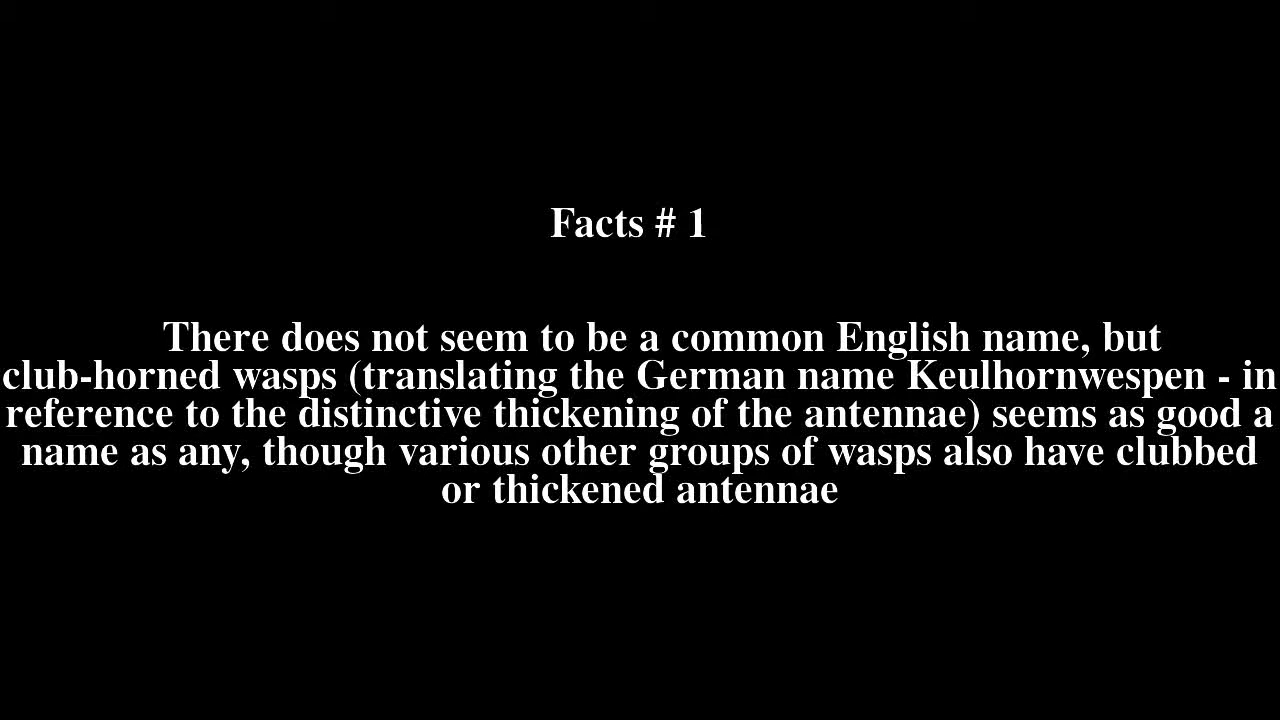 Facts # 1
There does not seem to be a common English name, but
club-horned wasps (translating the German name Keulhornwespen - in
reference to the distinctive thickening of the antennae) seems as good a
name as any, though various other groups of wasps also have clubbed
or thickened antennae